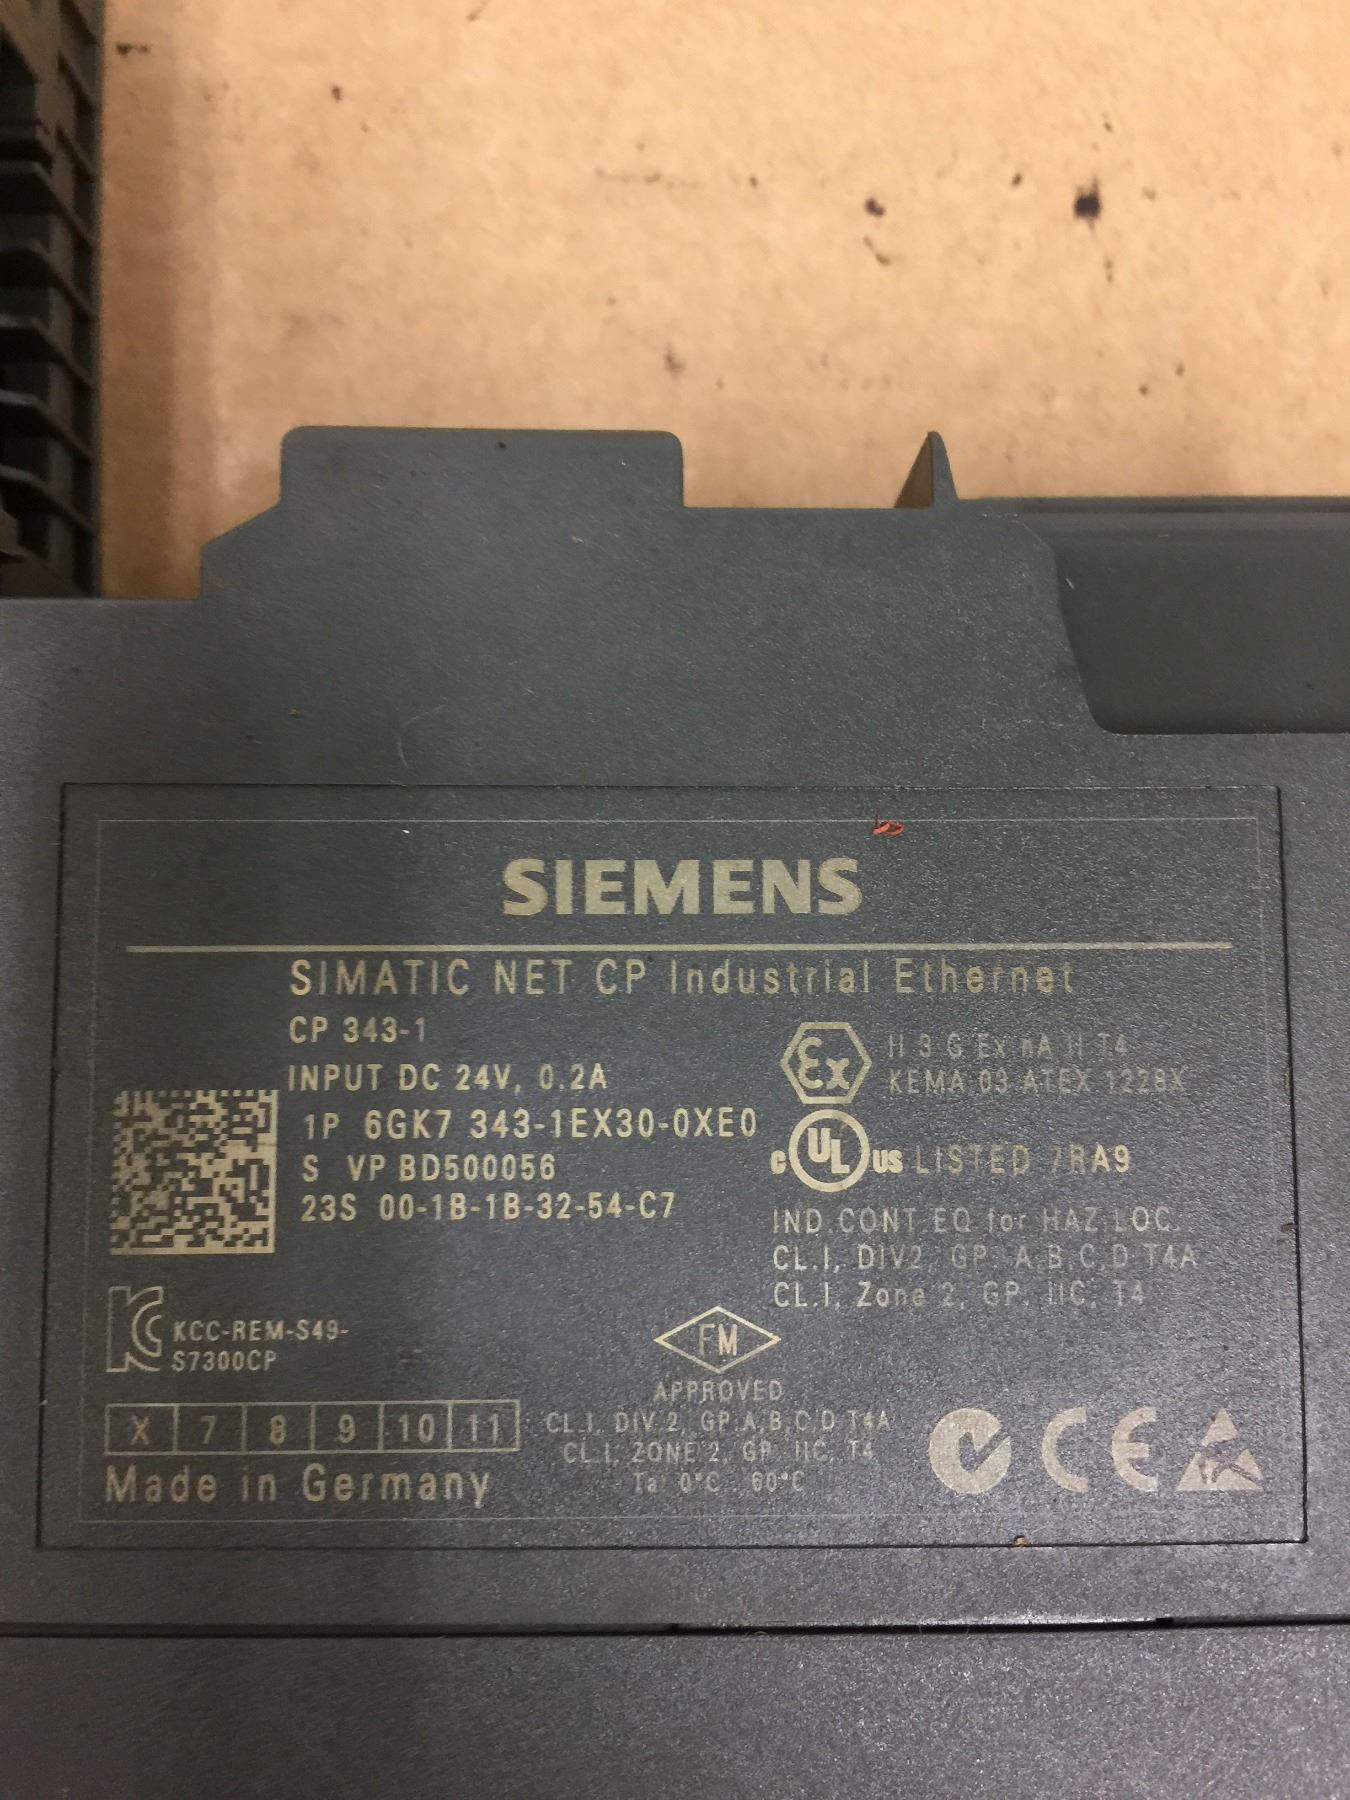 SIEMENS
SIMATIC NET CP Industrial Ethernet
CP 343-1
INPUT DC 24V, 0.2A
1P 6GK7 343-1EX30-0XE0
S VP BD500056
23S 00-1B-1B-32-54-C7
Ex
II 3 G Ex nA II T4
KEMA 03 ATEX 1228X
C UL US LISTED 7RA9
IND.CONT.EQ for HAZ.LOC.
CL.I, DIV2, GP. A,B,C,D T4A
CL.I, Zone 2, GP. IIC, T4
KCC-REM-S49-
S7300CP
FM
APPROVED
CL.I, DIV.2, GP.A,B,C,D T4A
CL.I, ZONE 2, GP. IIC, T4
Ta: 0°C...60°C
X 7 8 9 10 11
Made in Germany
CE